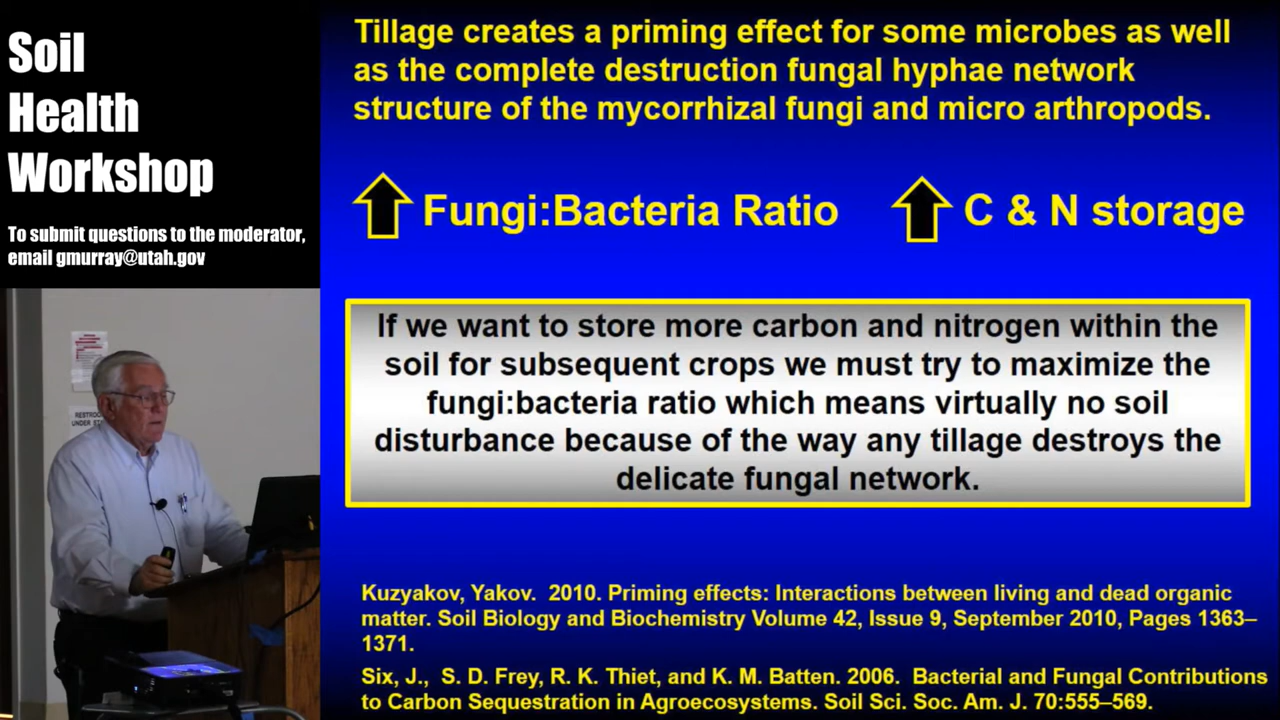 Soil
Health
Workshop
To submit questions to the moderator,
email gmurray@utah.gov
RESTROO
Tillage creates a priming effect for some microbes as well
as the complete destruction fungal hyphae network
structure of the mycorrhizal fungi and micro arthropods.
Fungi:Bacteria Ratio
C & N storage
If we want to store more carbon and nitrogen within the
soil for subsequent crops we must try to maximize the
fungi:bacteria ratio which means virtually no soil
disturbance because of the way any tillage destroys the
delicate fungal network.
Kuzyakov, Yakov. 2010. Priming effects: Interactions between living and dead organic
matter. Soil Biology and Biochemistry Volume 42, Issue 9, September 2010, Pages 1363–
1371.
Six, J., S. D. Frey, R. K. Thiet, and K. M. Batten. 2006. Bacterial and Fungal Contributions
to Carbon Sequestration in Agroecosystems. Soil Sci. Soc. Am. J. 70:555–569.